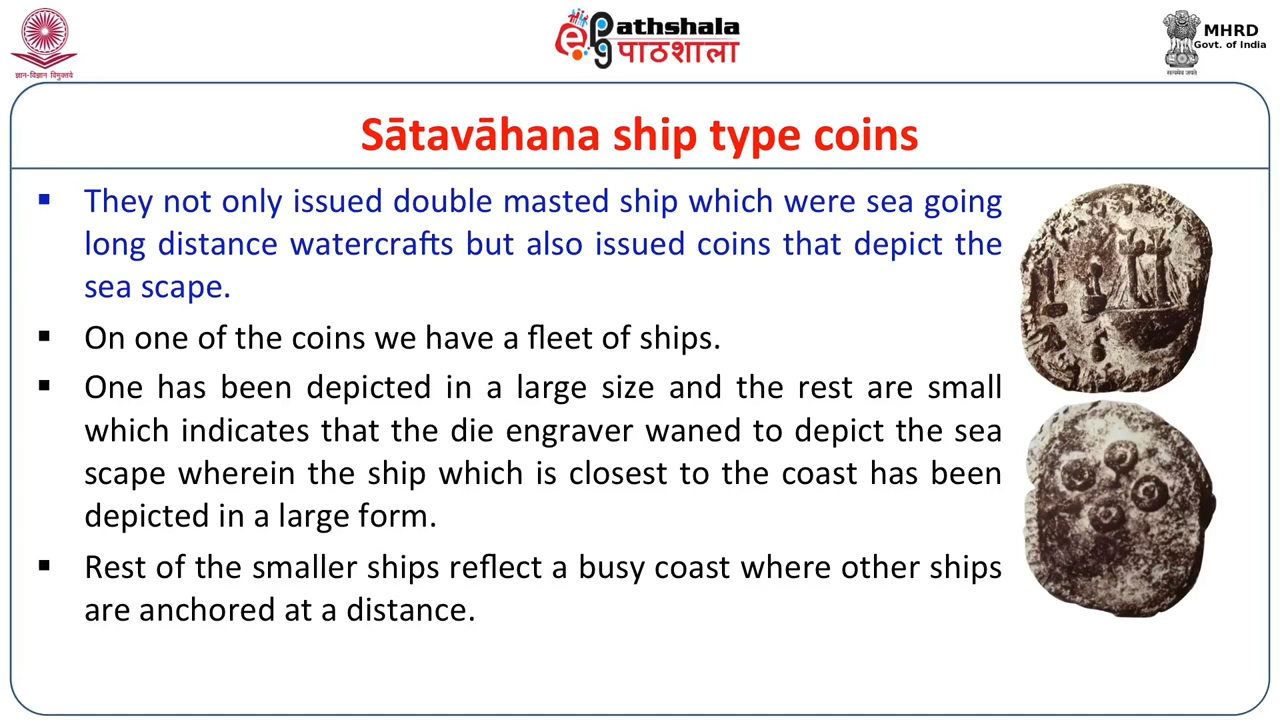 ज्ञान-विज्ञान विमुक्तये
ePathshala
पाठशाला
MHRD
Govt. of India
सत्यमेव जयते
Sātavāhana ship type coins
▪ They not only issued double masted ship which were sea going
long distance watercrafts but also issued coins that depict the
sea scape.
▪ On one of the coins we have a fleet of ships.
▪ One has been depicted in a large size and the rest are small
which indicates that the die engraver waned to depict the sea
scape wherein the ship which is closest to the coast has been
depicted in a large form.
▪ Rest of the smaller ships reflect a busy coast where other ships
are anchored at a distance.